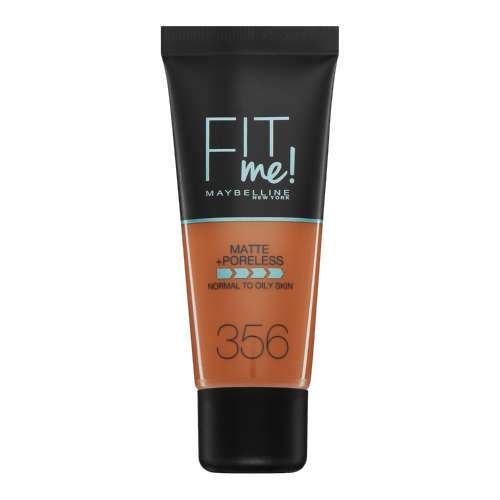 FIT
me!
MAYBELLINE
NEW YORK
MATTE
+PORELESS
NORMAL TO OILY SKIN
356